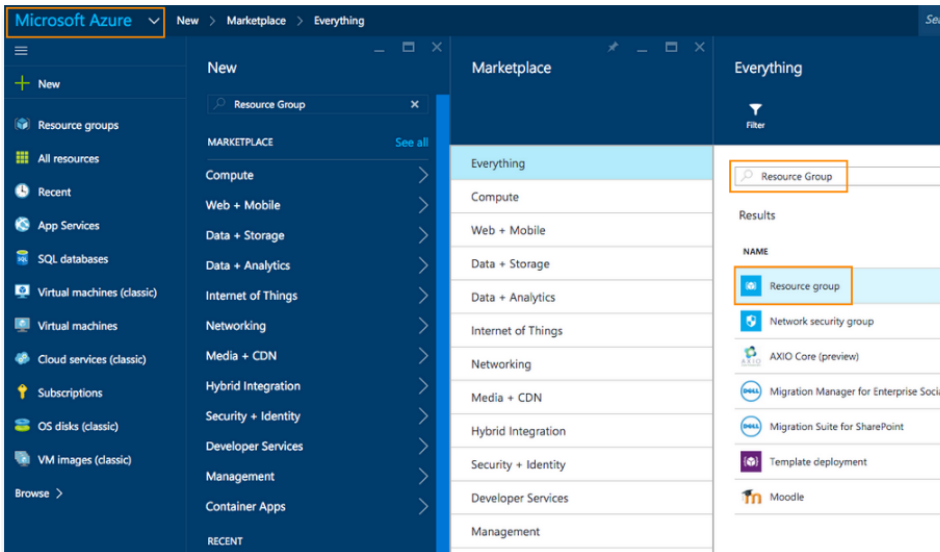 Microsoft Azure
New > Marketplace > Everything
New
Resource groups
All resources
Recent
App Services
SQL databases
Virtual machines (classic)
Virtual machines
Cloud services (classic)
Subscriptions
OS disks (classic)
VM images (classic)
Browse >
New
Resource Group
MARKETPLACE
See all
Compute
Web + Mobile
Data + Storage
Data + Analytics
Internet of Things
Networking
Media + CDN
Hybrid Integration
Security + Identity
Developer Services
Management
Container Apps
RECENT
Marketplace
Everything
Compute
Web + Mobile
Data + Storage
Data + Analytics
Internet of Things
Networking
Media + CDN
Hybrid Integration
Security + Identity
Developer Services
Management
Everything
Filter
Resource Group
Results
NAME
Resource group
Network security group
AXIO Core (preview)
AXIO
Migration Manager for Enterprise Soci
DELL
Migration Suite for SharePoint
DELL
Template deployment
Moodle